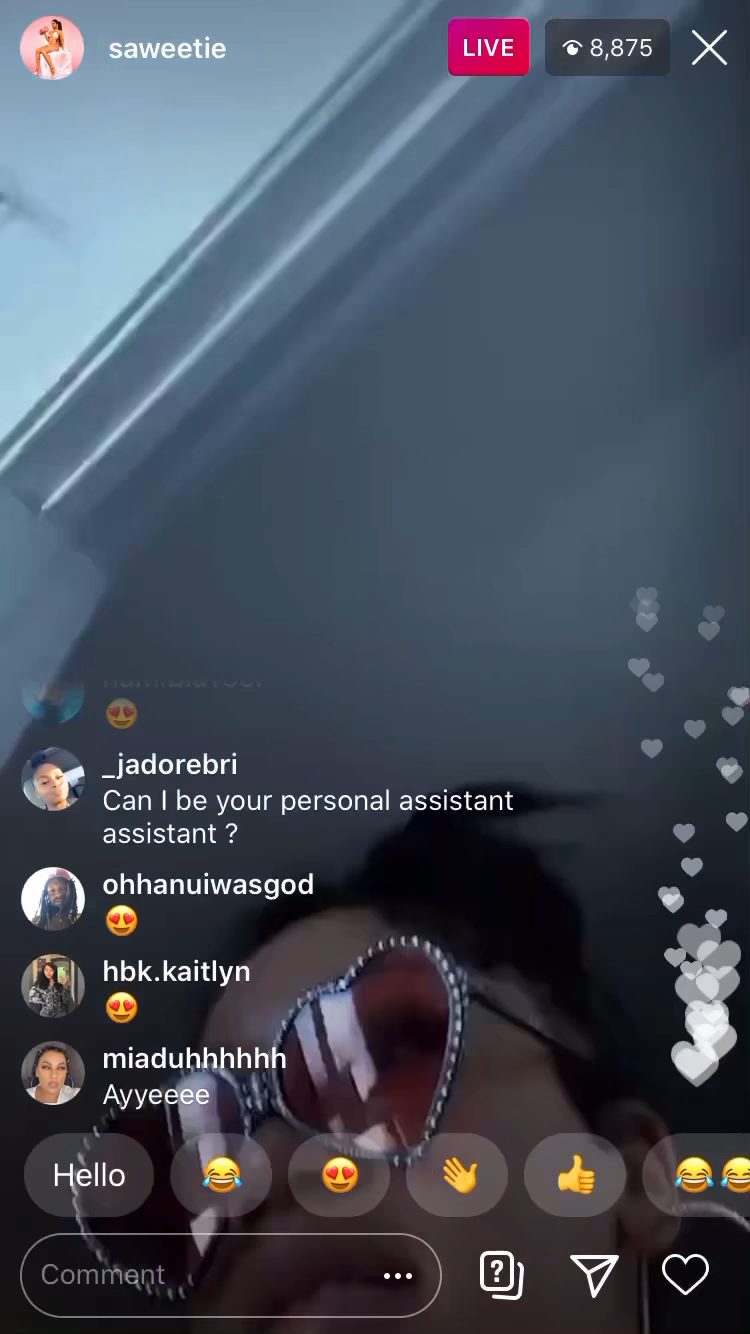 saweetie
LIVE
8,875
😍
_jadorebri
Can I be your personal assistant
assistant ?
ohhanuiwasgod
😍
hbk.kaitlyn
😍
miaduhhhhhh
Ayyeeee
Hello 😂 😍 👋 👍 😂😂
Comment
?